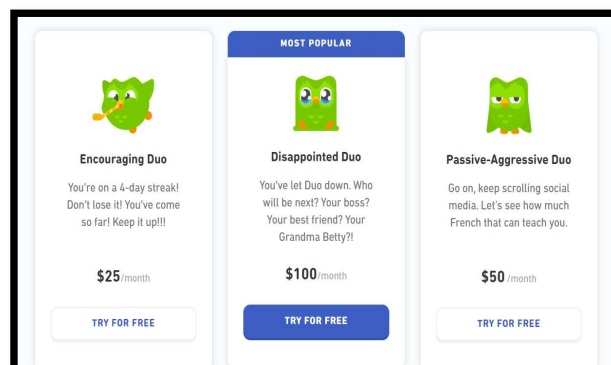 MOST POPULAR
Encouraging Duo
You're on a 4-day streak!
Don't lose it! You've come
so far! Keep it up!!!
$25/month
TRY FOR FREE
Disappointed Duo
You've let Duo down. Who
will be next? Your boss?
Your best friend? Your
Grandma Betty?!
$100/month
TRY FOR FREE
Passive-Aggressive Duo
Go on, keep scrolling social
media. Let's see how much
French that can teach you.
$50/month
TRY FOR FREE